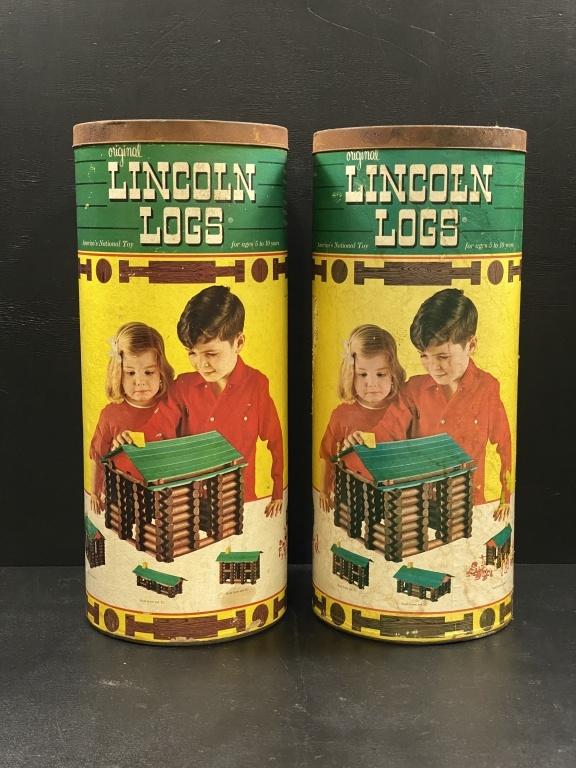 original
LINCOLN
LOGS®
America's National Toy
for ages 5 to 10 years
original
LINCOLN
LOGS®
America's National Toy
for ages 5 to 10 years